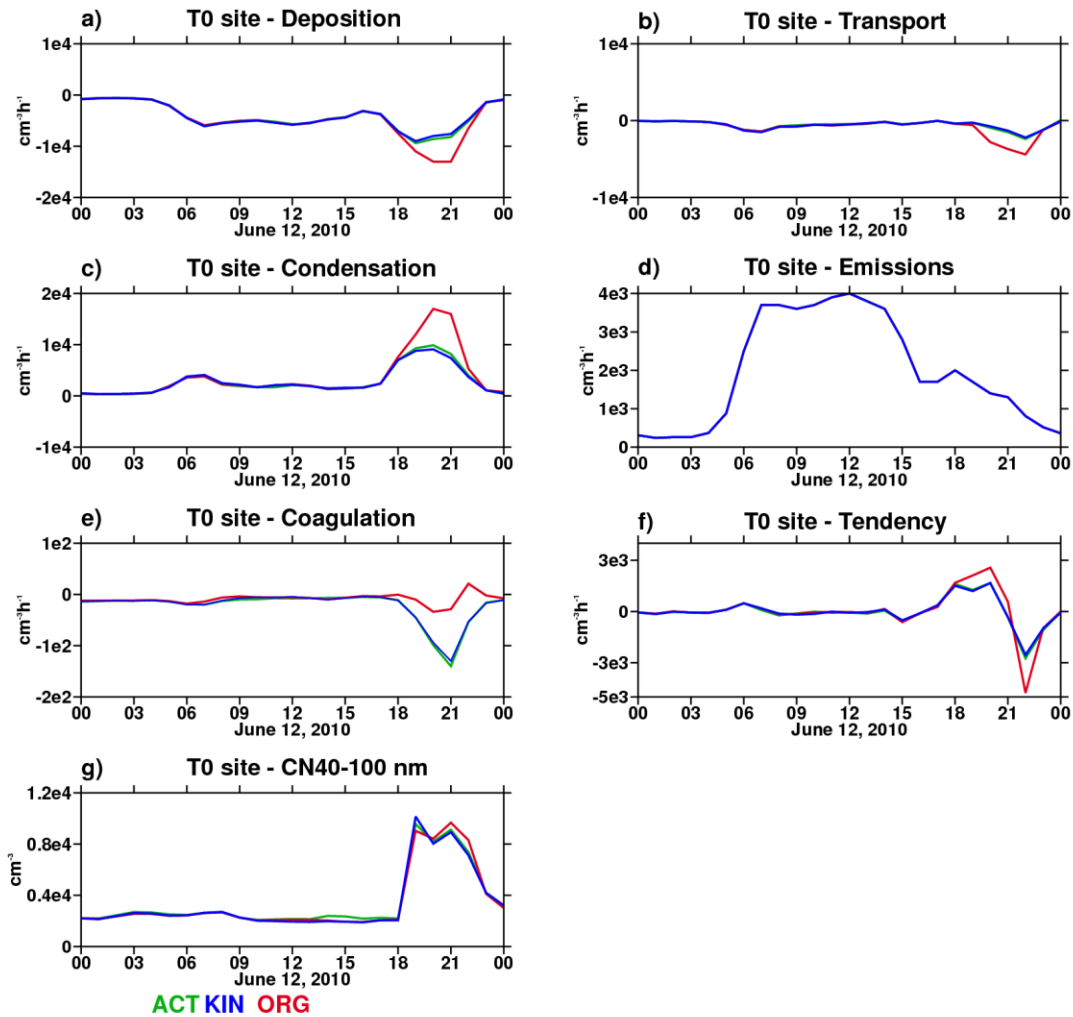 a) T0 site - Deposition
1e4
0
-1e4
-2e4
cm⁻³h⁻¹
00 03 06 09 12 15 18 21 00
June 12, 2010
b) T0 site - Transport
1e4
0
-1e4
cm⁻³h⁻¹
00 03 06 09 12 15 18 21 00
June 12, 2010
c) T0 site - Condensation
2e4
1e4
0
-1e4
cm⁻³h⁻¹
00 03 06 09 12 15 18 21 00
June 12, 2010
d) T0 site - Emissions
4e3
3e3
2e3
1e3
0
cm⁻³h⁻¹
00 03 06 09 12 15 18 21 00
June 12, 2010
e) T0 site - Coagulation
1e2
0
-1e2
-2e2
cm⁻³h⁻¹
00 03 06 09 12 15 18 21 00
June 12, 2010
f) T0 site - Tendency
3e3
0
-3e3
-5e3
cm⁻³h⁻¹
00 03 06 09 12 15 18 21 00
June 12, 2010
g) T0 site - CN40-100 nm
1.2e4
0.8e4
0.4e4
0
cm⁻³
00 03 06 09 12 15 18 21 00
June 12, 2010
ACT KIN ORG